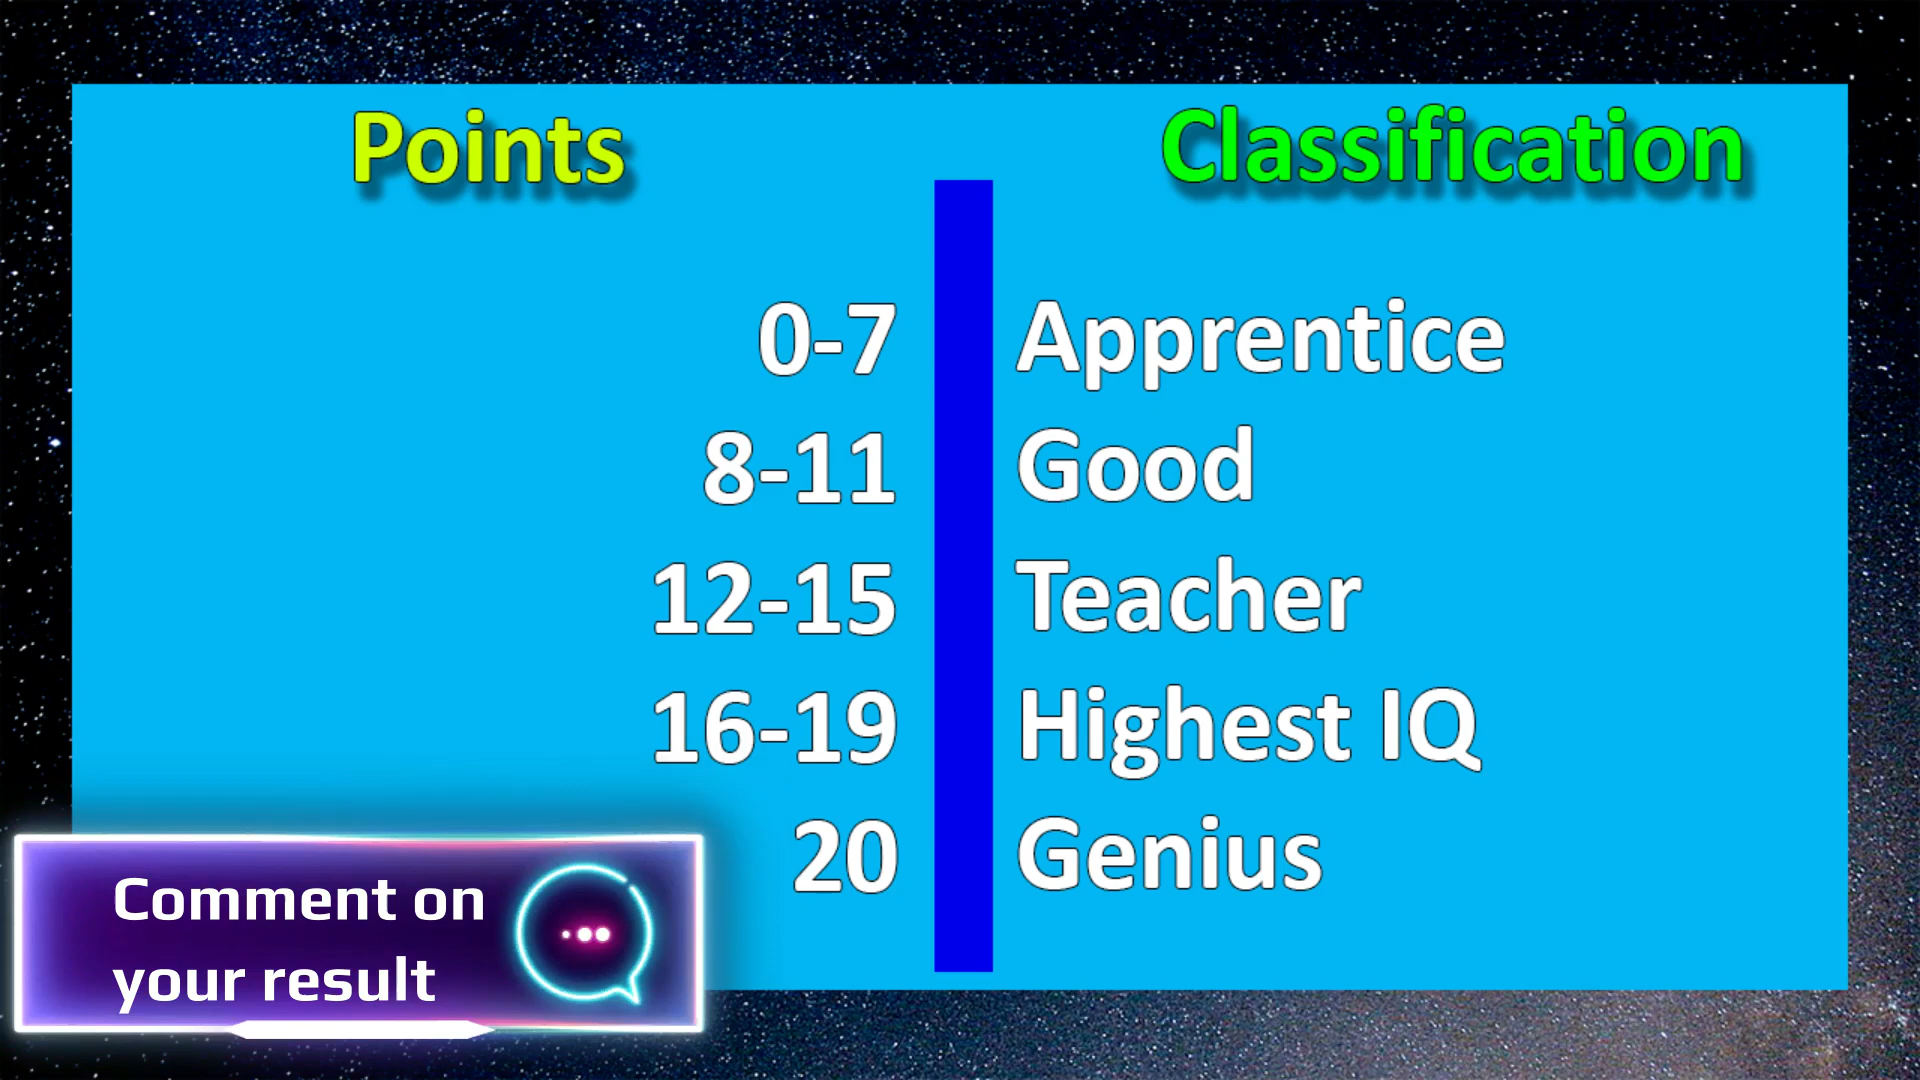 Points Classification
0-7 Apprentice
8-11 Good
12-15 Teacher
16-19 Highest IQ
20 Genius
Comment on
your result